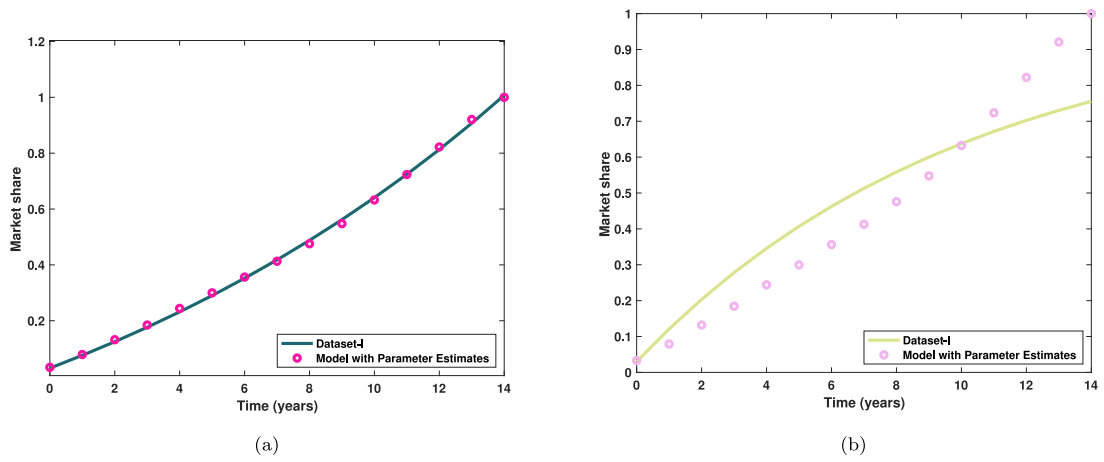 1.2
1
0.8
0.6
0.4
0.2
Market share
0 2 4 6 8 10 12 14
Time (years)
Dataset-I
Model with Parameter Estimates
(a)
1
0.9
0.8
0.7
0.6
0.5
0.4
0.3
0.2
0.1
0
Market share
0 2 4 6 8 10 12 14
Time (years)
Dataset-I
Model with Parameter Estimates
(b)